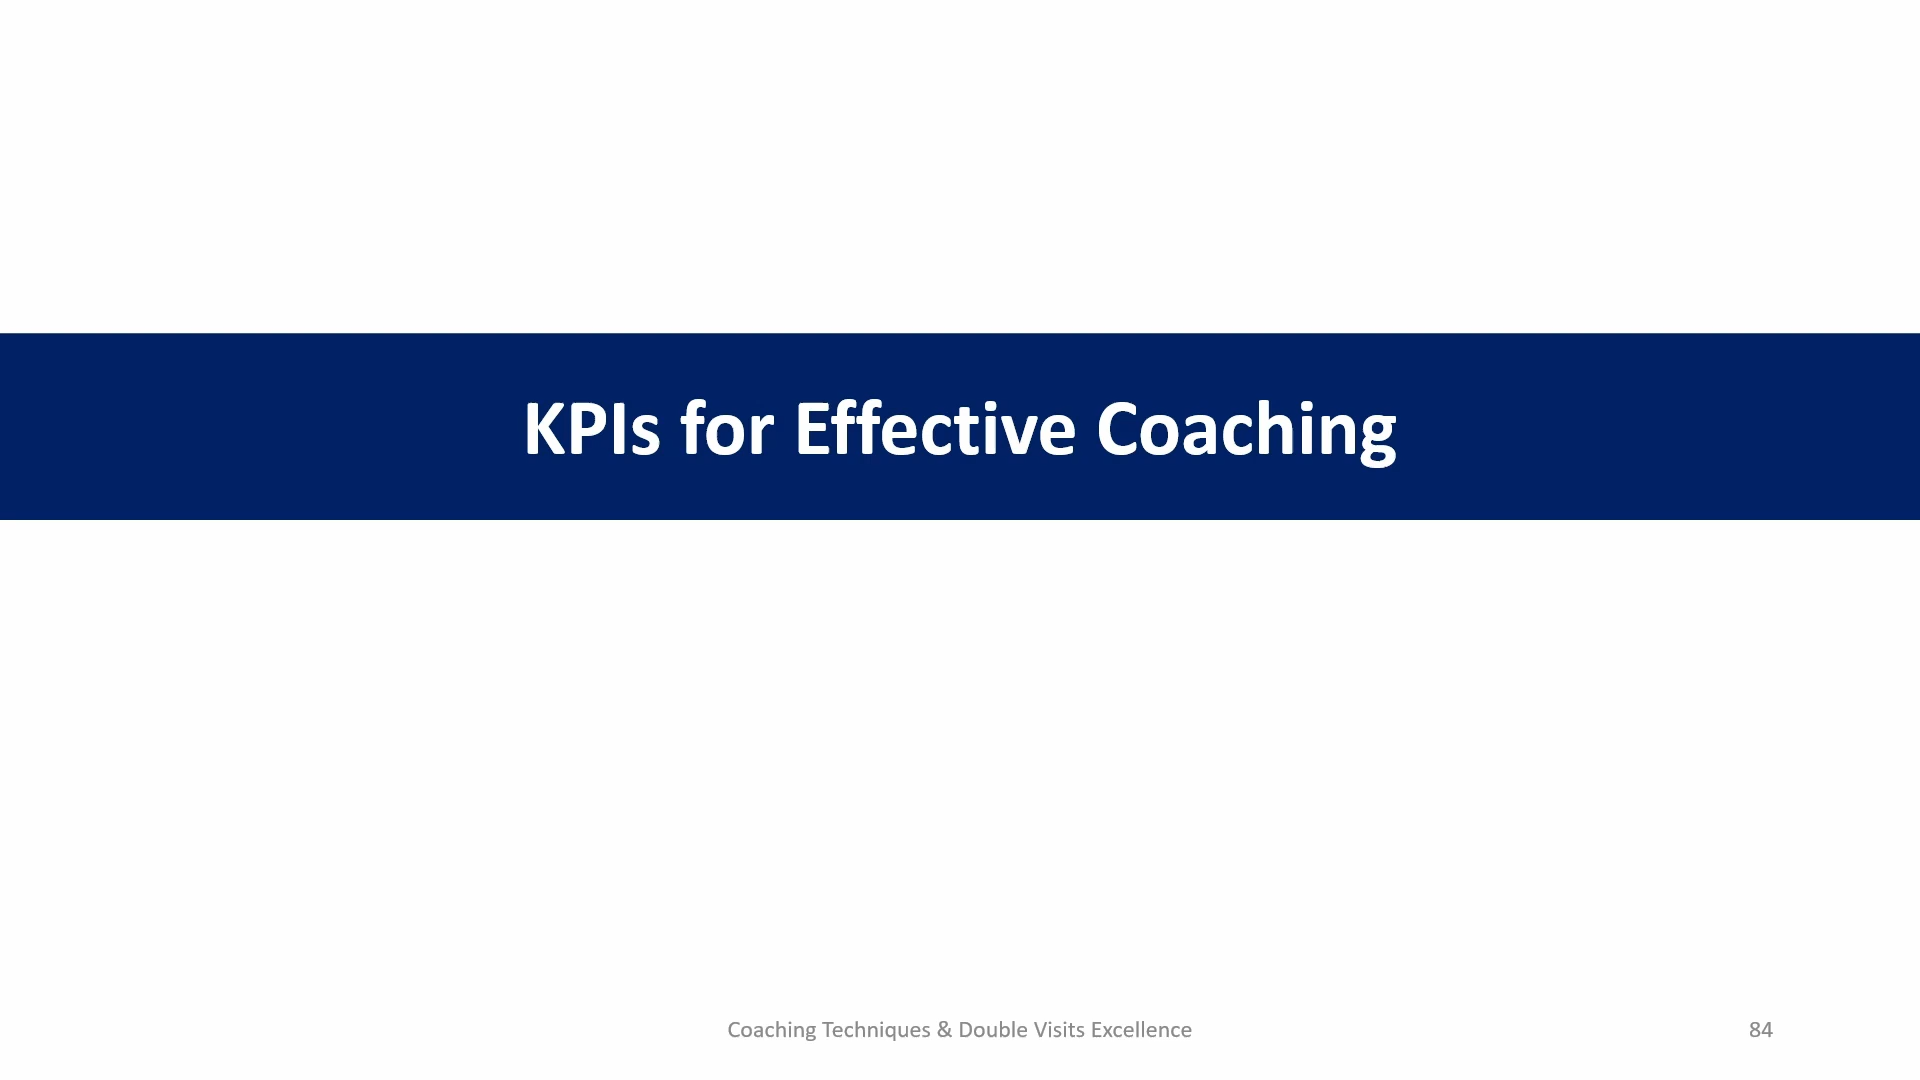 KPIs for Effective Coaching
Coaching Techniques & Double Visits Excellence
84